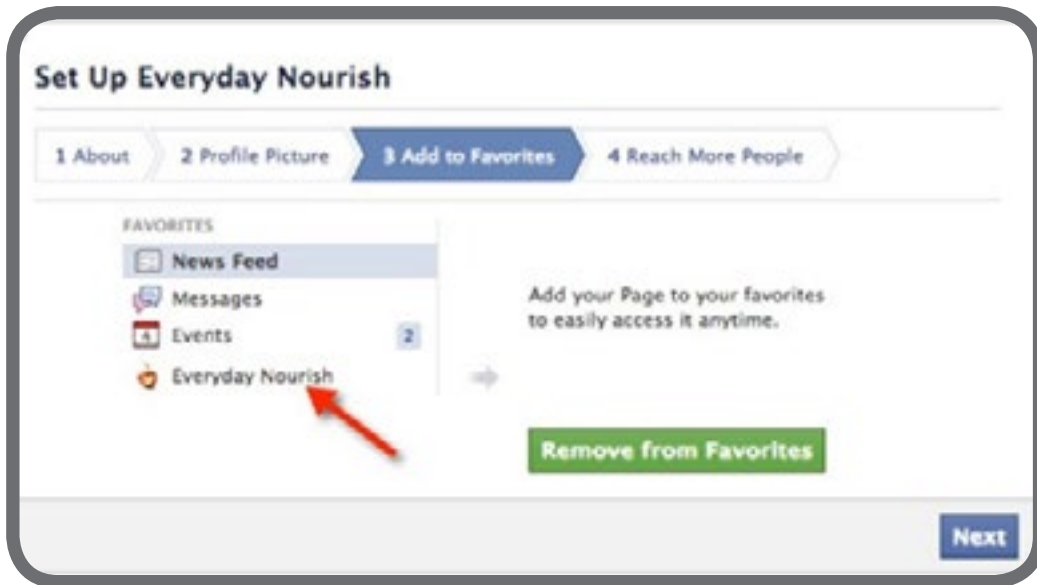 Set Up Everyday Nourish
1 About 2 Profile Picture 3 Add to Favorites 4 Reach More People
FAVORITES
News Feed
Messages
Events 2
Everyday Nourish
Add your Page to your favorites
to easily access it anytime.
Remove from Favorites
Next